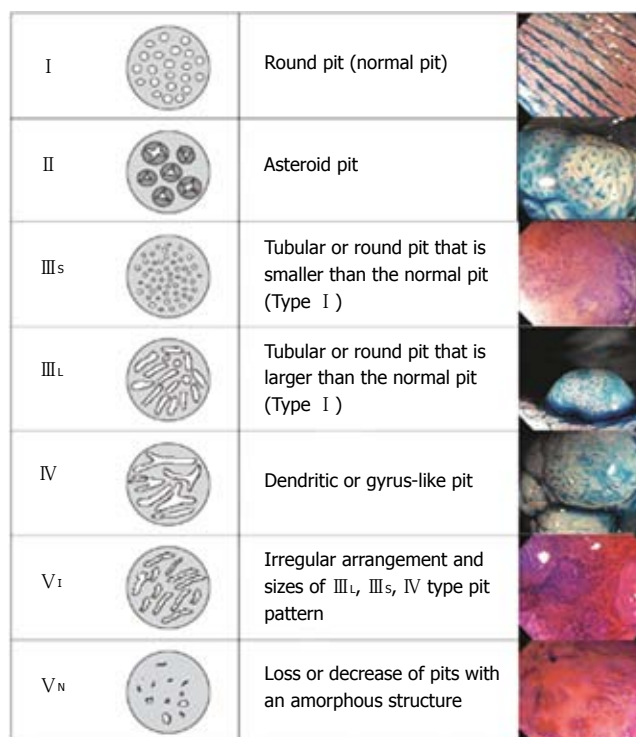 Ⅰ Round pit (normal pit)
Ⅱ Asteroid pit
Ⅲs Tubular or round pit that is
smaller than the normal pit
(Type Ⅰ )
ⅢL Tubular or round pit that is
larger than the normal pit
(Type Ⅰ )
Ⅳ Dendritic or gyrus-like pit
ⅤI Irregular arrangement and
sizes of ⅢL, Ⅲs, Ⅳ type pit
pattern
ⅤN Loss or decrease of pits with
an amorphous structure